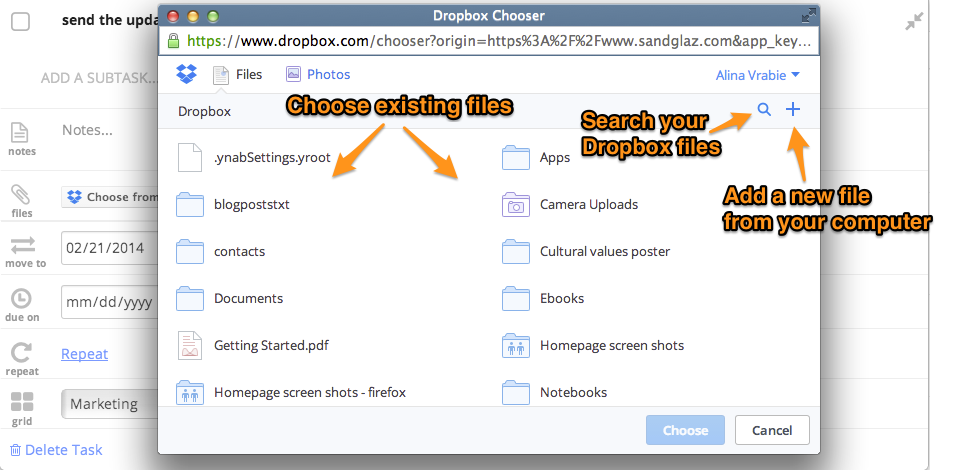 Dropbox Chooser
https://www.dropbox.com/chooser?origin=https%3A%2F%2Fwww.sandglaz.com&app_key...
send the upda
ADD A SUBTASK...
Files
Photos
Alina Vrabie
Dropbox
Choose existing files
Search your
Dropbox files
Add a new file
from your computer
.ynabSettings.yroot
Apps
blogpoststxt
Camera Uploads
contacts
Cultural values poster
Documents
Ebooks
Getting Started.pdf
Homepage screen shots
Homepage screen shots - firefox
Notebooks
Choose
Cancel
Notes...
notes
Choose from
files
02/21/2014
move to
mm/dd/yyyy
due on
Repeat
repeat
Marketing
grid
Delete Task